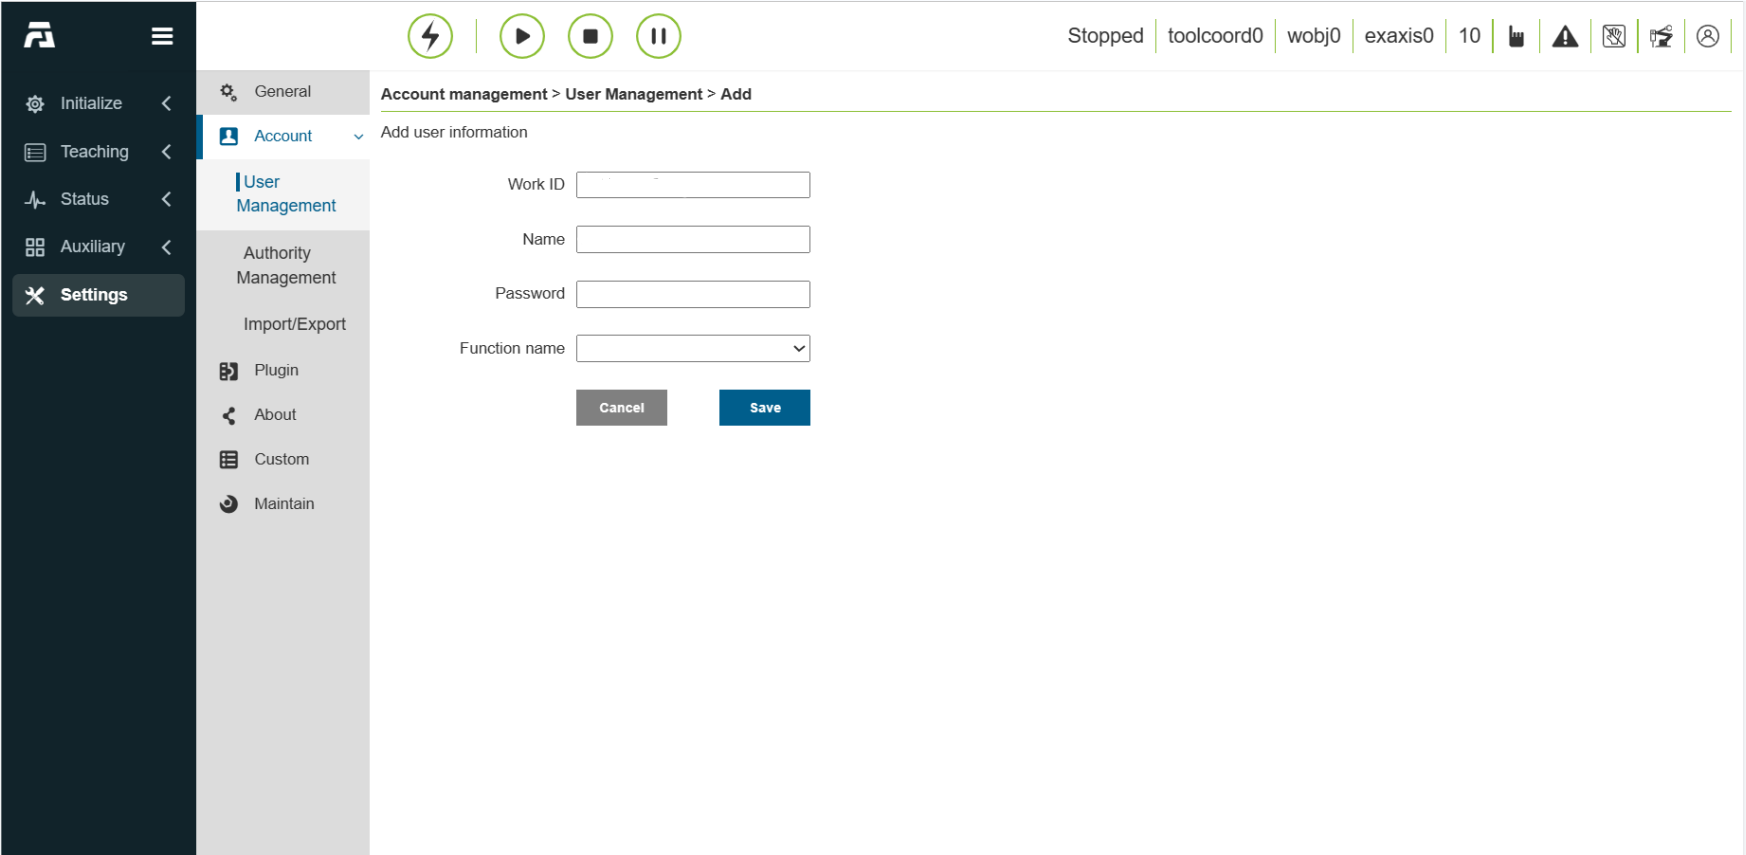 Stopped
toolcoord0
wobj0
exaxis0
10
Initialize
Teaching
Status
Auxiliary
Settings
General
Account
User
Management
Authority
Management
Import/Export
Plugin
About
Custom
Maintain
Account management > User Management > Add
Add user information
Work ID
Name
Password
Function name
Cancel
Save